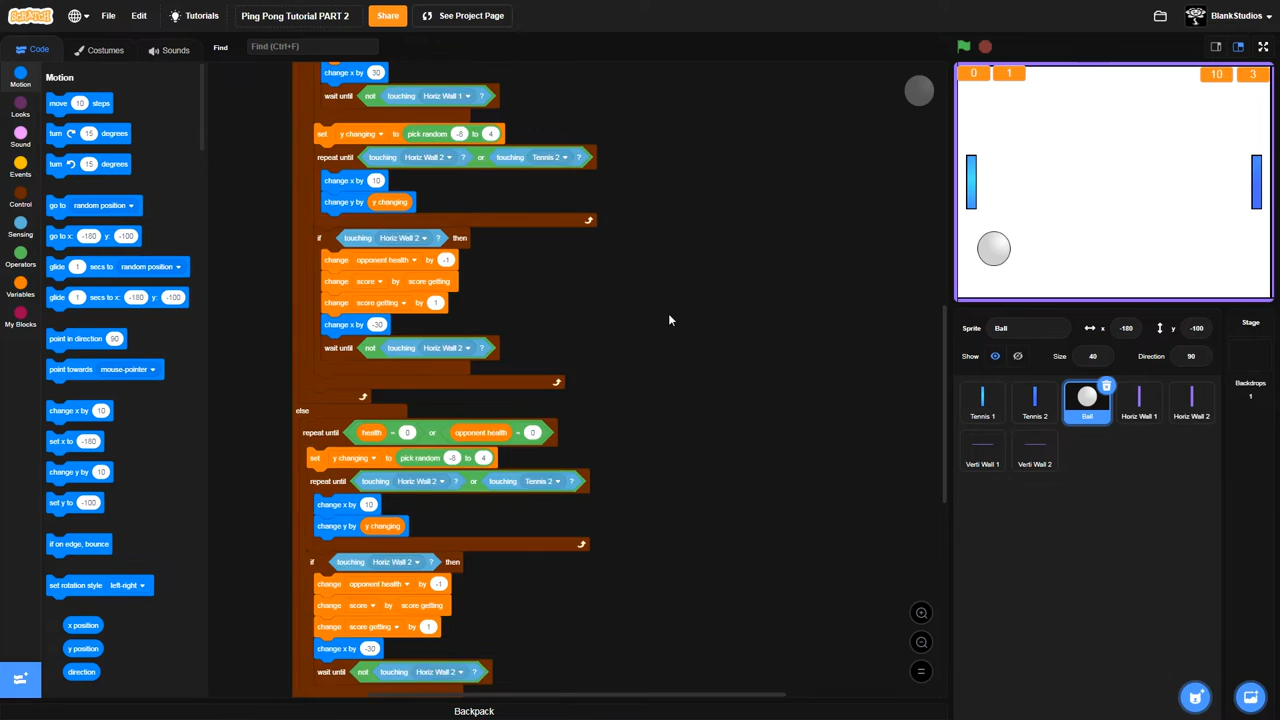 SCRATCH File Edit Tutorials Ping Pong Tutorial PART 2 Share See Project Page BlankStudios
Code Costumes Sounds Find Find (Ctrl+F)
Motion
Looks
Sound
Events
Control
Sensing
Operators
Variables
My Blocks
Motion
move 10 steps
turn 15 degrees
turn 15 degrees
go to random position
go to x: -180 y: -100
glide 1 secs to random position
glide 1 secs to x: -180 y: -100
point in direction 90
point towards mouse-pointer
change x by 10
set x to -180
change y by 10
set y to -100
if on edge, bounce
set rotation style left-right
x position
y position
direction
change x by 30
wait until not touching Horiz Wall 1 ?
set y changing to pick random -8 to 4
repeat until touching Horiz Wall 2 ? or touching Tennis 2 ?
change x by 10
change y by y changing
if touching Horiz Wall 2 ? then
change opponent health by -1
change score by score getting
change score getting by 1
change x by -30
wait until not touching Horiz Wall 2 ?
else
repeat until health = 0 or opponent health = 0
set y changing to pick random -8 to 4
repeat until touching Horiz Wall 2 ? or touching Tennis 2 ?
change x by 10
change y by y changing
if touching Horiz Wall 2 ? then
change opponent health by -1
change score by score getting
change score getting by 1
change x by -30
wait until not touching Horiz Wall 2 ?
0 1 10 3
Sprite Ball x -180 y -100
Show Size 40 Direction 90
Tennis 1 Tennis 2 Ball Horiz Wall 1 Horiz Wall 2
Verti Wall 1 Verti Wall 2
Stage
Backdrops
1
Backpack